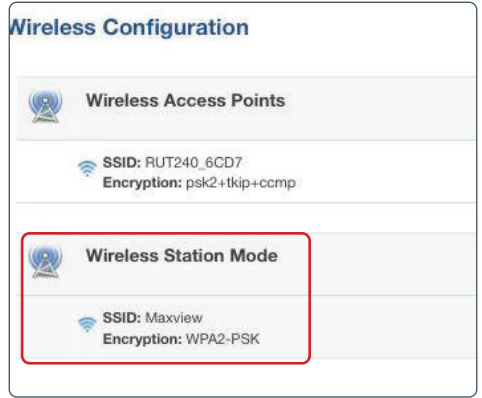 Wireless Configuration
Wireless Access Points
SSID: RUT240_6CD7
Encryption: psk2+tkip+ccmp
Wireless Station Mode
SSID: Maxview
Encryption: WPA2-PSK